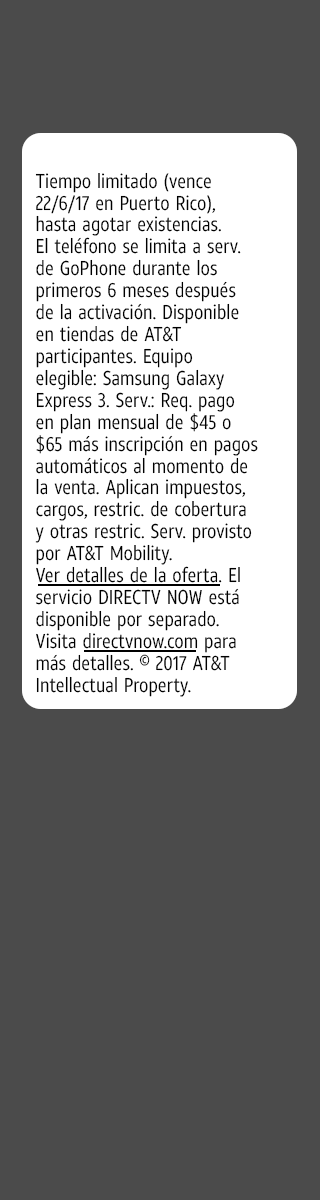 Tiempo limitado (vence
22/6/17 en Puerto Rico),
hasta agotar existencias.
El teléfono se limita a serv.
de GoPhone durante los
primeros 6 meses después
de la activación. Disponible
en tiendas de AT&T
participantes. Equipo
elegible: Samsung Galaxy
Express 3. Serv.: Req. pago
en plan mensual de $45 o
$65 más inscripción en pagos
automáticos al momento de
la venta. Aplican impuestos,
cargos, restric. de cobertura
y otras restric. Serv. provisto
por AT&T Mobility.
Ver detalles de la oferta. El
servicio DIRECTV NOW está
disponible por separado.
Visita directvnow.com para
más detalles. © 2017 AT&T
Intellectual Property.